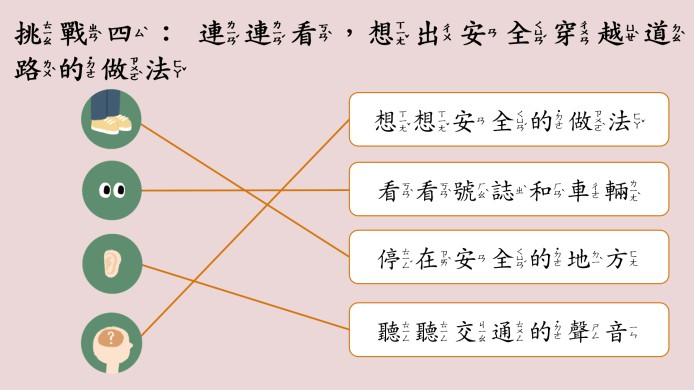 挑戰四： 連連看，想出安全穿越道
路的做法
想想安全的做法
看看號誌和車輛
停在安全的地方
聽聽交通的聲音
?